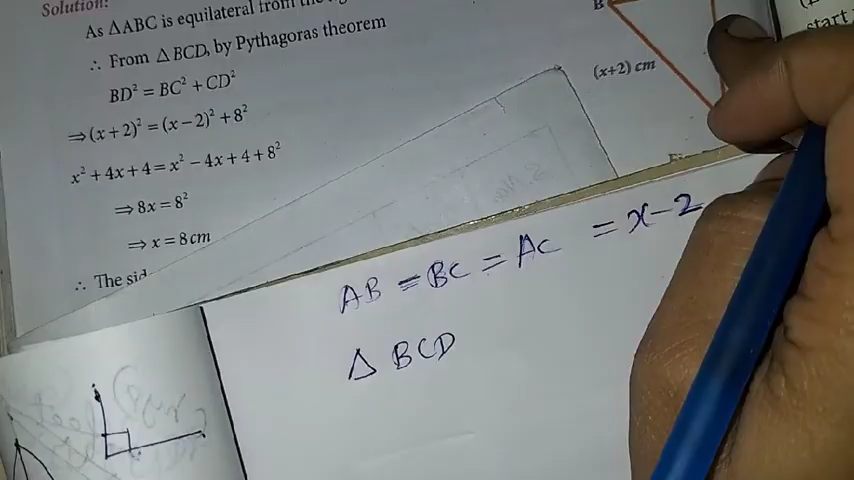 Solution:
As ΔABC is equilateral from the
∴ From ΔBCD, by Pythagoras theorem
BD² = BC² + CD²
⇒ (x+2)² = (x−2)² + 8²
x² + 4x + 4 = x² − 4x + 4 + 8²
⇒ 8x = 8²
⇒ x = 8 cm
∴ The sid
B
(x+2) cm
start
AB = BC = AC = x - 2
Δ BCD